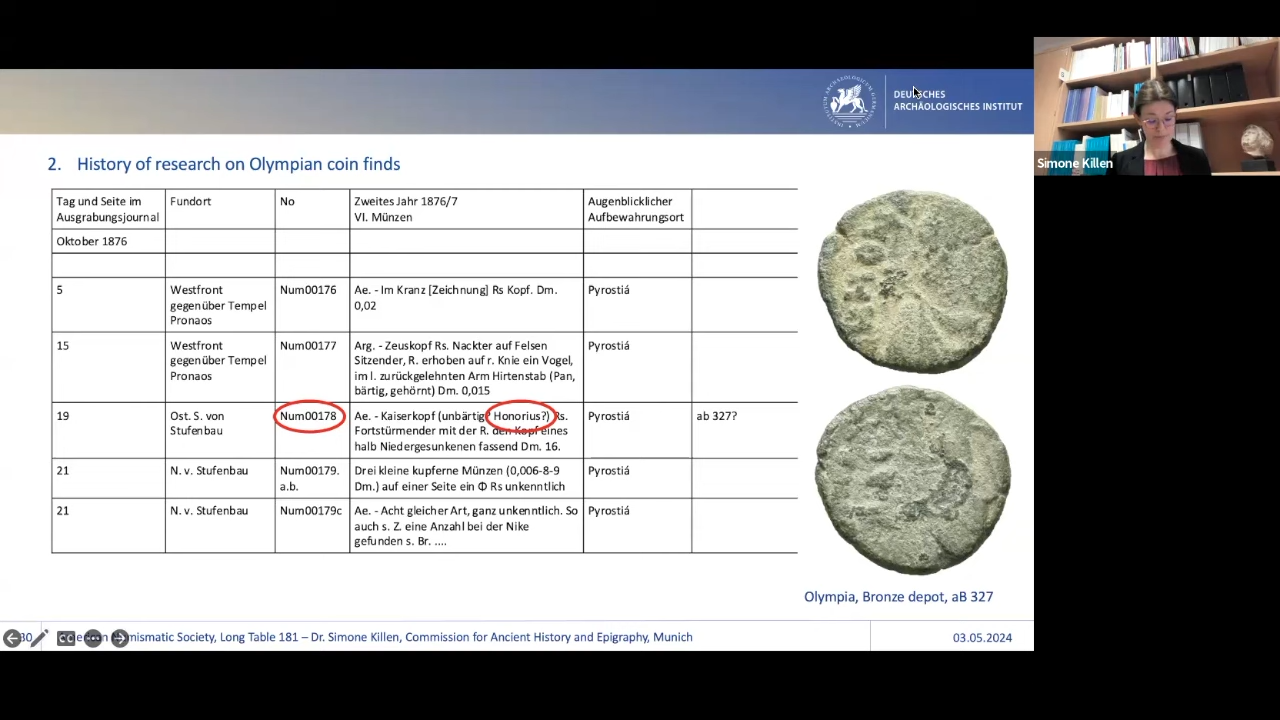 DEUTSCHES
ARCHÄOLOGISCHES INSTITUT
Simone Killen
2. History of research on Olympian coin finds
Tag und Seite im Ausgrabungsjournal
Fundort
No
Zweites Jahr 1876/7
Vl. Münzen
Augenblicklicher Aufbewahrungsort
Oktober 1876
5
Westfront
gegenüber Tempel
Pronaos
Num00176
Ae. - Im Kranz [Zeichnung] Rs Kopf. Dm.
0,02
Pyrostiá
15
Westfront
gegenüber Tempel
Pronaos
Num00177
Arg. - Zeuskopf Rs. Nackter auf Felsen
Sitzender, R. erhoben auf r. Knie ein Vogel,
im l. zurückgelehnten Arm Hirtenstab (Pan,
bärtig, gehörnt) Dm. 0,015
Pyrostiá
19
Ost. S. von
Stufenbau
Num00178
Ae. - Kaiserkopf (unbärtig? Honorius?) Rs.
Fortstürmender mit der R. den Kopf eines
halb Niedergesunkenen fassend Dm. 16.
Pyrostiá
ab 327?
21
N. v. Stufenbau
Num00179.
a.b.
Drei kleine kupferne Münzen (0,006-8-9
Dm.) auf einer Seite ein Φ Rs unkenntlich
Pyrostiá
21
N. v. Stufenbau
Num00179c
Ae. - Acht gleicher Art, ganz unkenntlich. So
auch s. Z. eine Anzahl bei der Nike
gefunden s. Br. ....
Pyrostiá
Olympia, Bronze depot, aB 327
30
Numismatic Society, Long Table 181 – Dr. Simone Killen, Commission for Ancient History and Epigraphy, Munich
03.05.2024